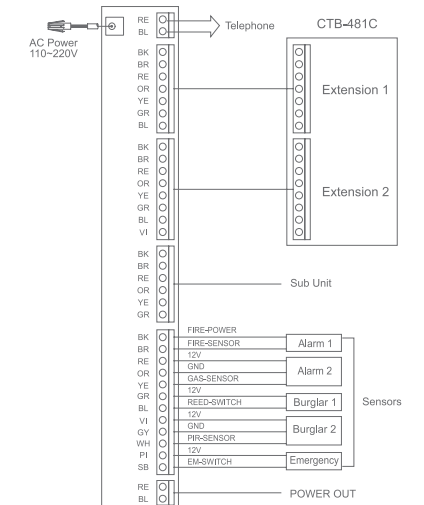 RE
BL
Telephone
CTB-481C
AC Power
110~220V
BK
BR
RE
OR
YE
GR
BL
Extension 1
BK
BR
RE
OR
YE
GR
BL
VI
Extension 2
BK
BR
RE
OR
YE
GR
Sub Unit
BK
BR
RE
OR
YE
GR
BL
VI
GY
WH
PI
SB
FIRE-POWER
FIRE-SENSOR
12V
GND
GAS-SENSOR
12V
REED-SWITCH
12V
GND
PIR-SENSOR
12V
EM-SWITCH
Alarm 1
Alarm 2
Burglar 1
Burglar 2
Emergency
Sensors
RE
BL
POWER OUT